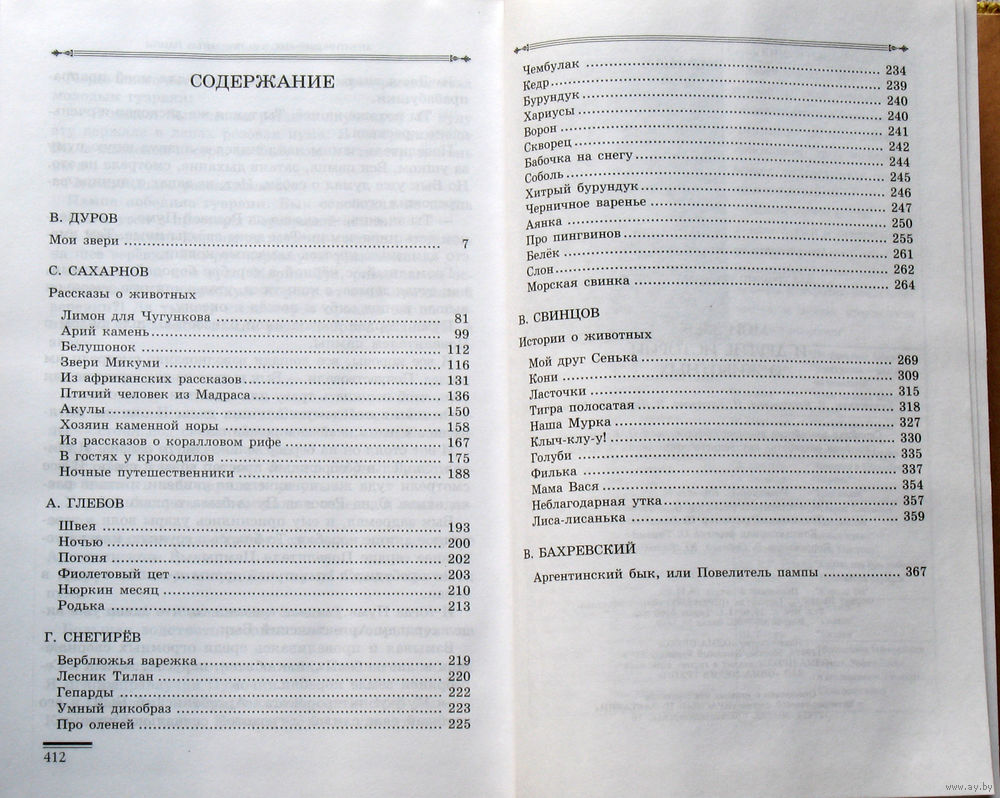 СОДЕРЖАНИЕ
В. ДУРОВ
Мои звери ........ 7
С. САХАРНОВ
Рассказы о животных
Лимон для Чугункова ........ 81
Арий камень ........ 99
Белушонок ........ 112
Звери Микуми ........ 116
Из африканских рассказов ........ 131
Птичий человек из Мадраса ........ 136
Акулы ........ 150
Хозяин каменной норы ........ 158
Из рассказов о коралловом рифе ........ 167
В гостях у крокодилов ........ 175
Ночные путешественники ........ 188
А. ГЛЕБОВ
Швея ........ 193
Ночью ........ 200
Погоня ........ 202
Фиолетовый цет ........ 203
Нюркин месяц ........ 210
Родька ........ 213
Г. СНЕГИРЁВ
Верблюжья варежка ........ 219
Лесник Тилан ........ 220
Гепарды ........ 222
Умный дикобраз ........ 223
Про оленей ........ 225
412
Чембулак ........ 234
Кедр ........ 239
Бурундук ........ 240
Хариусы ........ 240
Ворон ........ 241
Скворец ........ 242
Бабочка на снегу ........ 244
Соболь ........ 245
Хитрый бурундук ........ 246
Черничное варенье ........ 247
Аянка ........ 250
Про пингвинов ........ 255
Белёк ........ 261
Слон ........ 262
Морская свинка ........ 264
В. СВИНЦОВ
Истории о животных
Мой друг Сенька ........ 269
Кони ........ 309
Ласточки ........ 315
Тигра полосатая ........ 318
Наша Мурка ........ 327
Клыч-клу-у! ........ 330
Голуби ........ 335
Филька ........ 337
Мама Вася ........ 354
Неблагодарная утка ........ 357
Лиса-лисанька ........ 359
В. БАХРЕВСКИЙ
Аргентинский бык, или Повелитель пампы ........ 367
www.ay.by